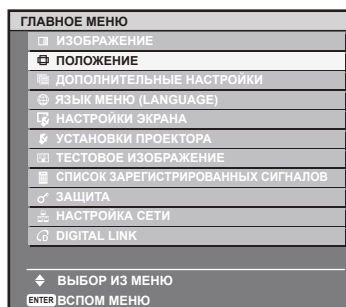 ГЛАВНОЕ МЕНЮ
ИЗОБРАЖЕНИЕ
ПОЛОЖЕНИЕ
ДОПОЛНИТЕЛЬНЫЕ НАСТРОЙКИ
ЯЗЫК МЕНЮ (LANGUAGE)
НАСТРОЙКИ ЭКРАНА
УСТАНОВКИ ПРОЕКТОРА
ТЕСТОВОЕ ИЗОБРАЖЕНИЕ
СПИСОК ЗАРЕГИСТРИРОВАННЫХ СИГНАЛОВ
ЗАЩИТА
НАСТРОЙКА СЕТИ
DIGITAL LINK
ВЫБОР ИЗ МЕНЮ
ENTER ВСПОМ МЕНЮ